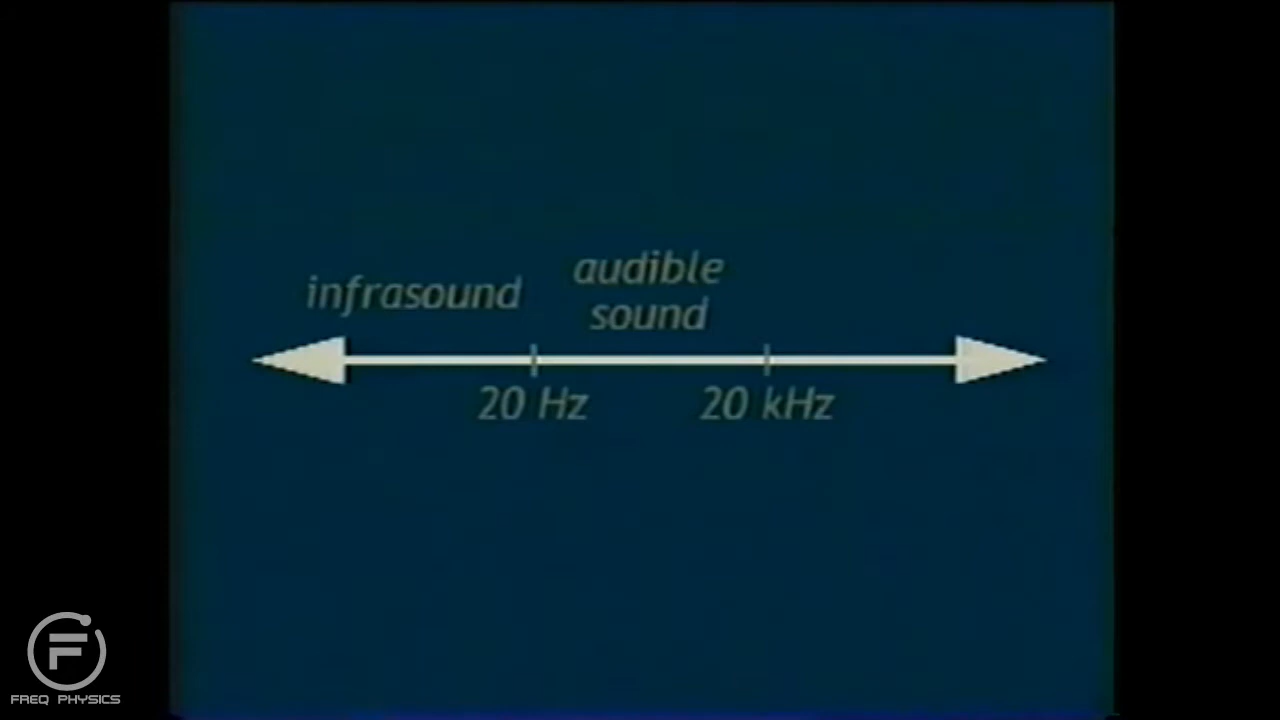 infrasound
audible
sound
20 Hz
20 kHz
FREQ PHYSICS